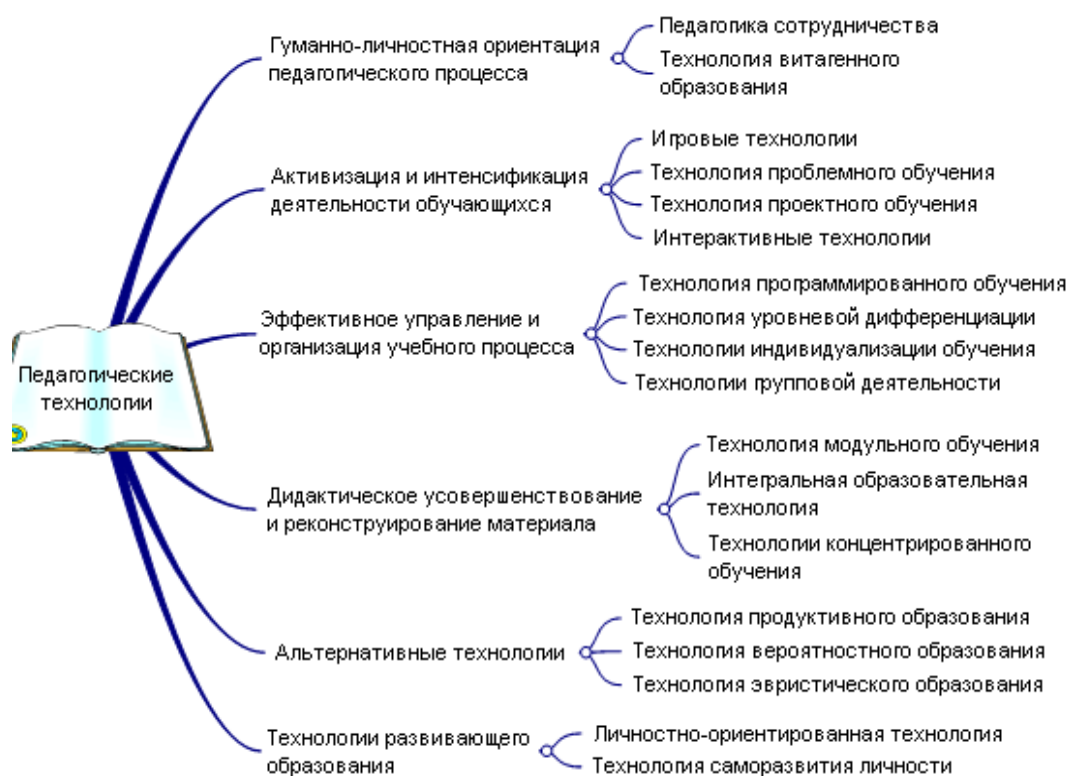 Педагогические
технологии
Гуманно-личностная ориентация
педагогического процесса
Педагогика сотрудничества
Технология витагенного
образования
Активизация и интенсификация
деятельности обучающихся
Игровые технологии
Технология проблемного обучения
Технология проектного обучения
Интерактивные технологии
Эффективное управление и
организация учебного процесса
Технология программированного обучения
Технология уровневой дифференциации
Технологии индивидуализации обучения
Технологии групповой деятельности
Дидактическое усовершенствование
и реконструирование материала
Технология модульного обучения
Интегральная образовательная
технология
Технологии концентрированного
обучения
Альтернативные технологии
Технология продуктивного образования
Технология вероятностного образования
Технология эвристического образования
Технологии развивающего
образования
Личностно-ориентированная технология
Технология саморазвития личности